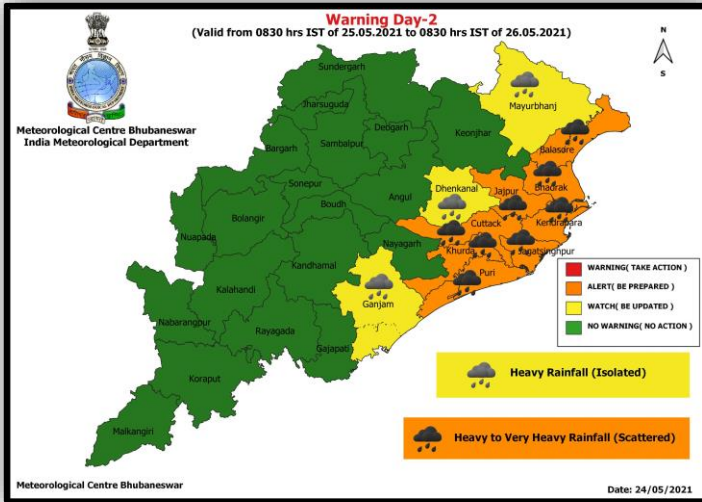 Warning Day-2
(Valid from 0830 hrs IST of 25.05.2021 to 0830 hrs IST of 26.05.2021)
N
Meteorological Centre Bhubaneswar
India Meteorological Department
Sundergarh
Mayurbhanj
Jharsuguda
Deogarh
Keonjhar
Sambalpur
Bargarh
Balasore
Sonepur
Angul
Dhenkanal
Jajpur
Bhadrak
Boudh
Bolangir
Cuttack
Kendrapara
Nuapada
Nayagarh
Khurda
Jagatsinghpur
Kandhamal
Puri
Kalahandi
Ganjam
Nabarangpur
Rayagada
Gajapati
Koraput
Malkangiri
WARNING( TAKE ACTION )
ALERT( BE PREPARED )
WATCH( BE UPDATED )
NO WARNING( NO ACTION )
Heavy Rainfall (Isolated)
Heavy to Very Heavy Rainfall (Scattered)
Meteorological Centre Bhubaneswar
Date: 24/05/2021